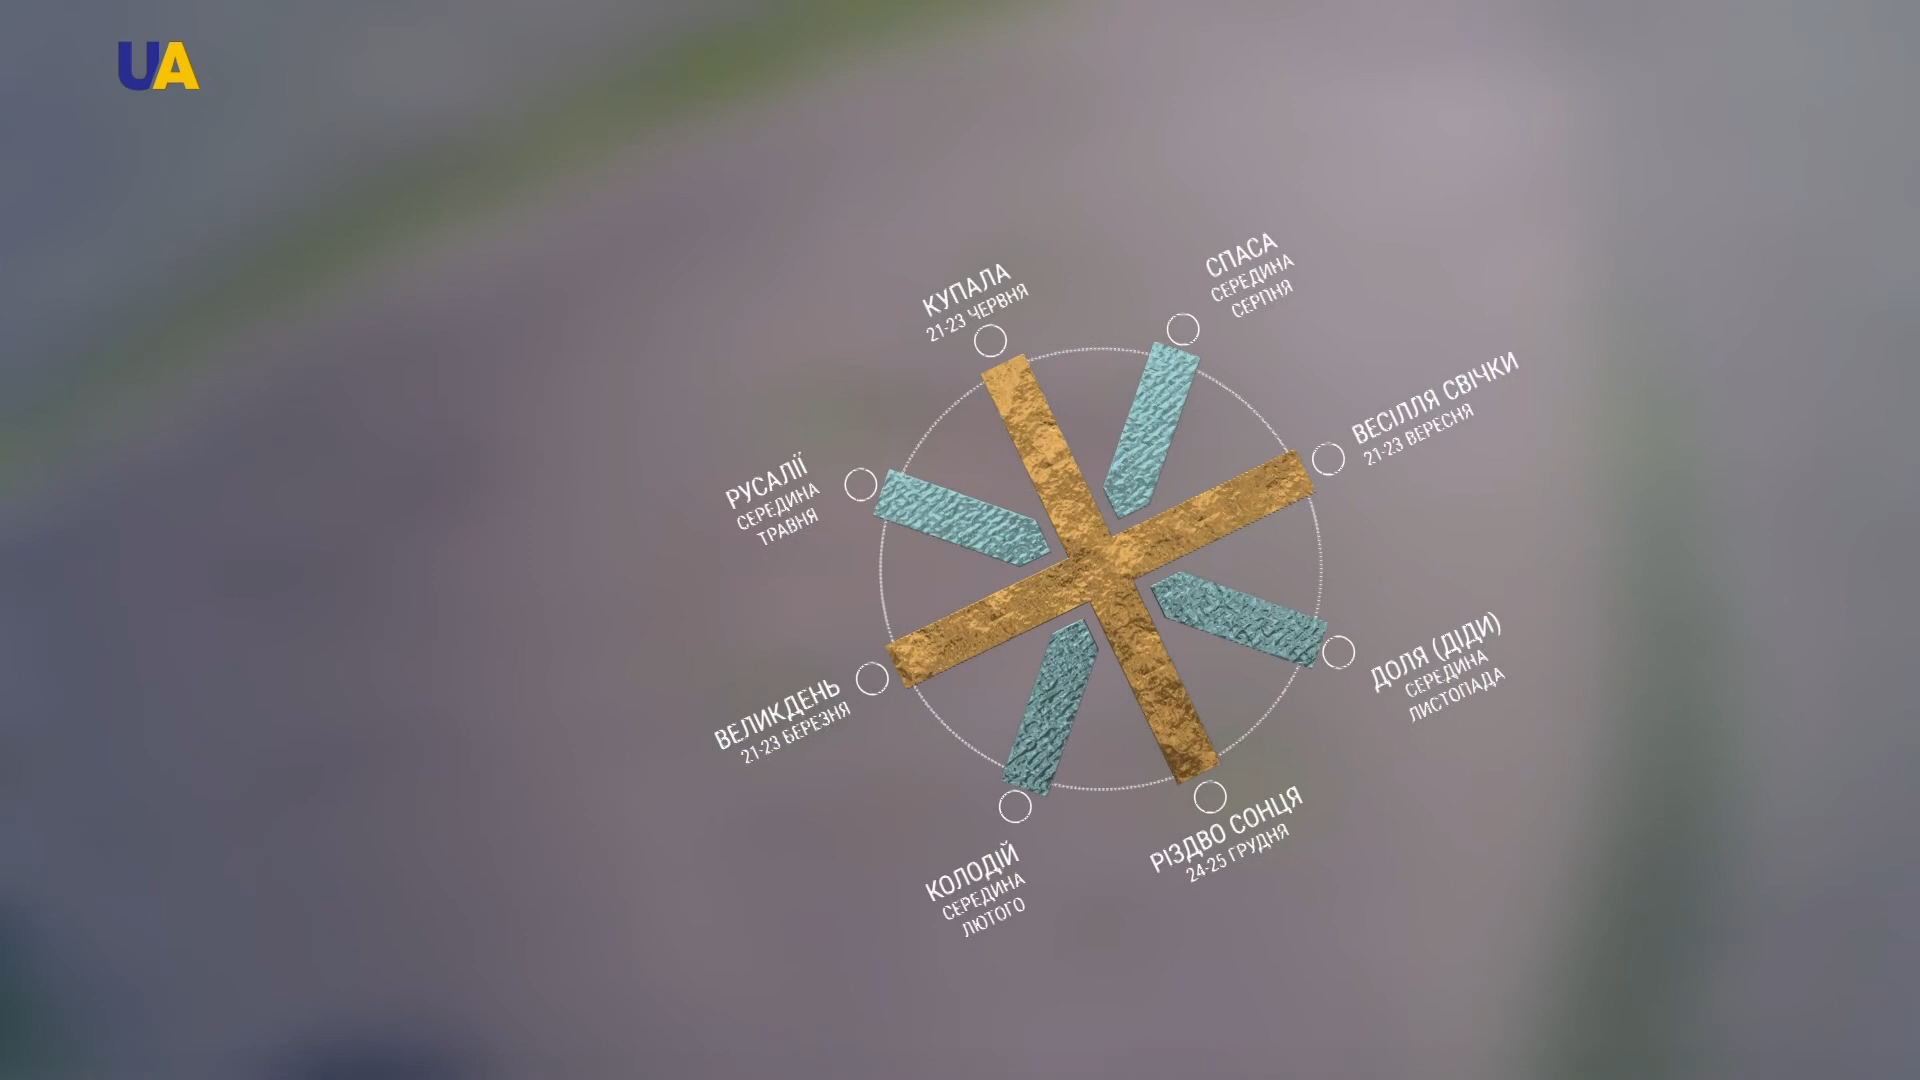 UA
КУПАЛА
21-23 ЧЕРВНЯ
СПАСА
СЕРЕДИНА
СЕРПНЯ
ВЕСІЛЛЯ СВІЧКИ
21-23 ВЕРЕСНЯ
РУСАЛІЇ
СЕРЕДИНА
ТРАВНЯ
ДОЛЯ (ДІДИ)
СЕРЕДИНА
ЛИСТОПАДА
ВЕЛИКДЕНЬ
21-23 БЕРЕЗНЯ
РІЗДВО СОНЦЯ
24-25 ГРУДНЯ
КОЛОДІЙ
СЕРЕДИНА
ЛЮТОГО